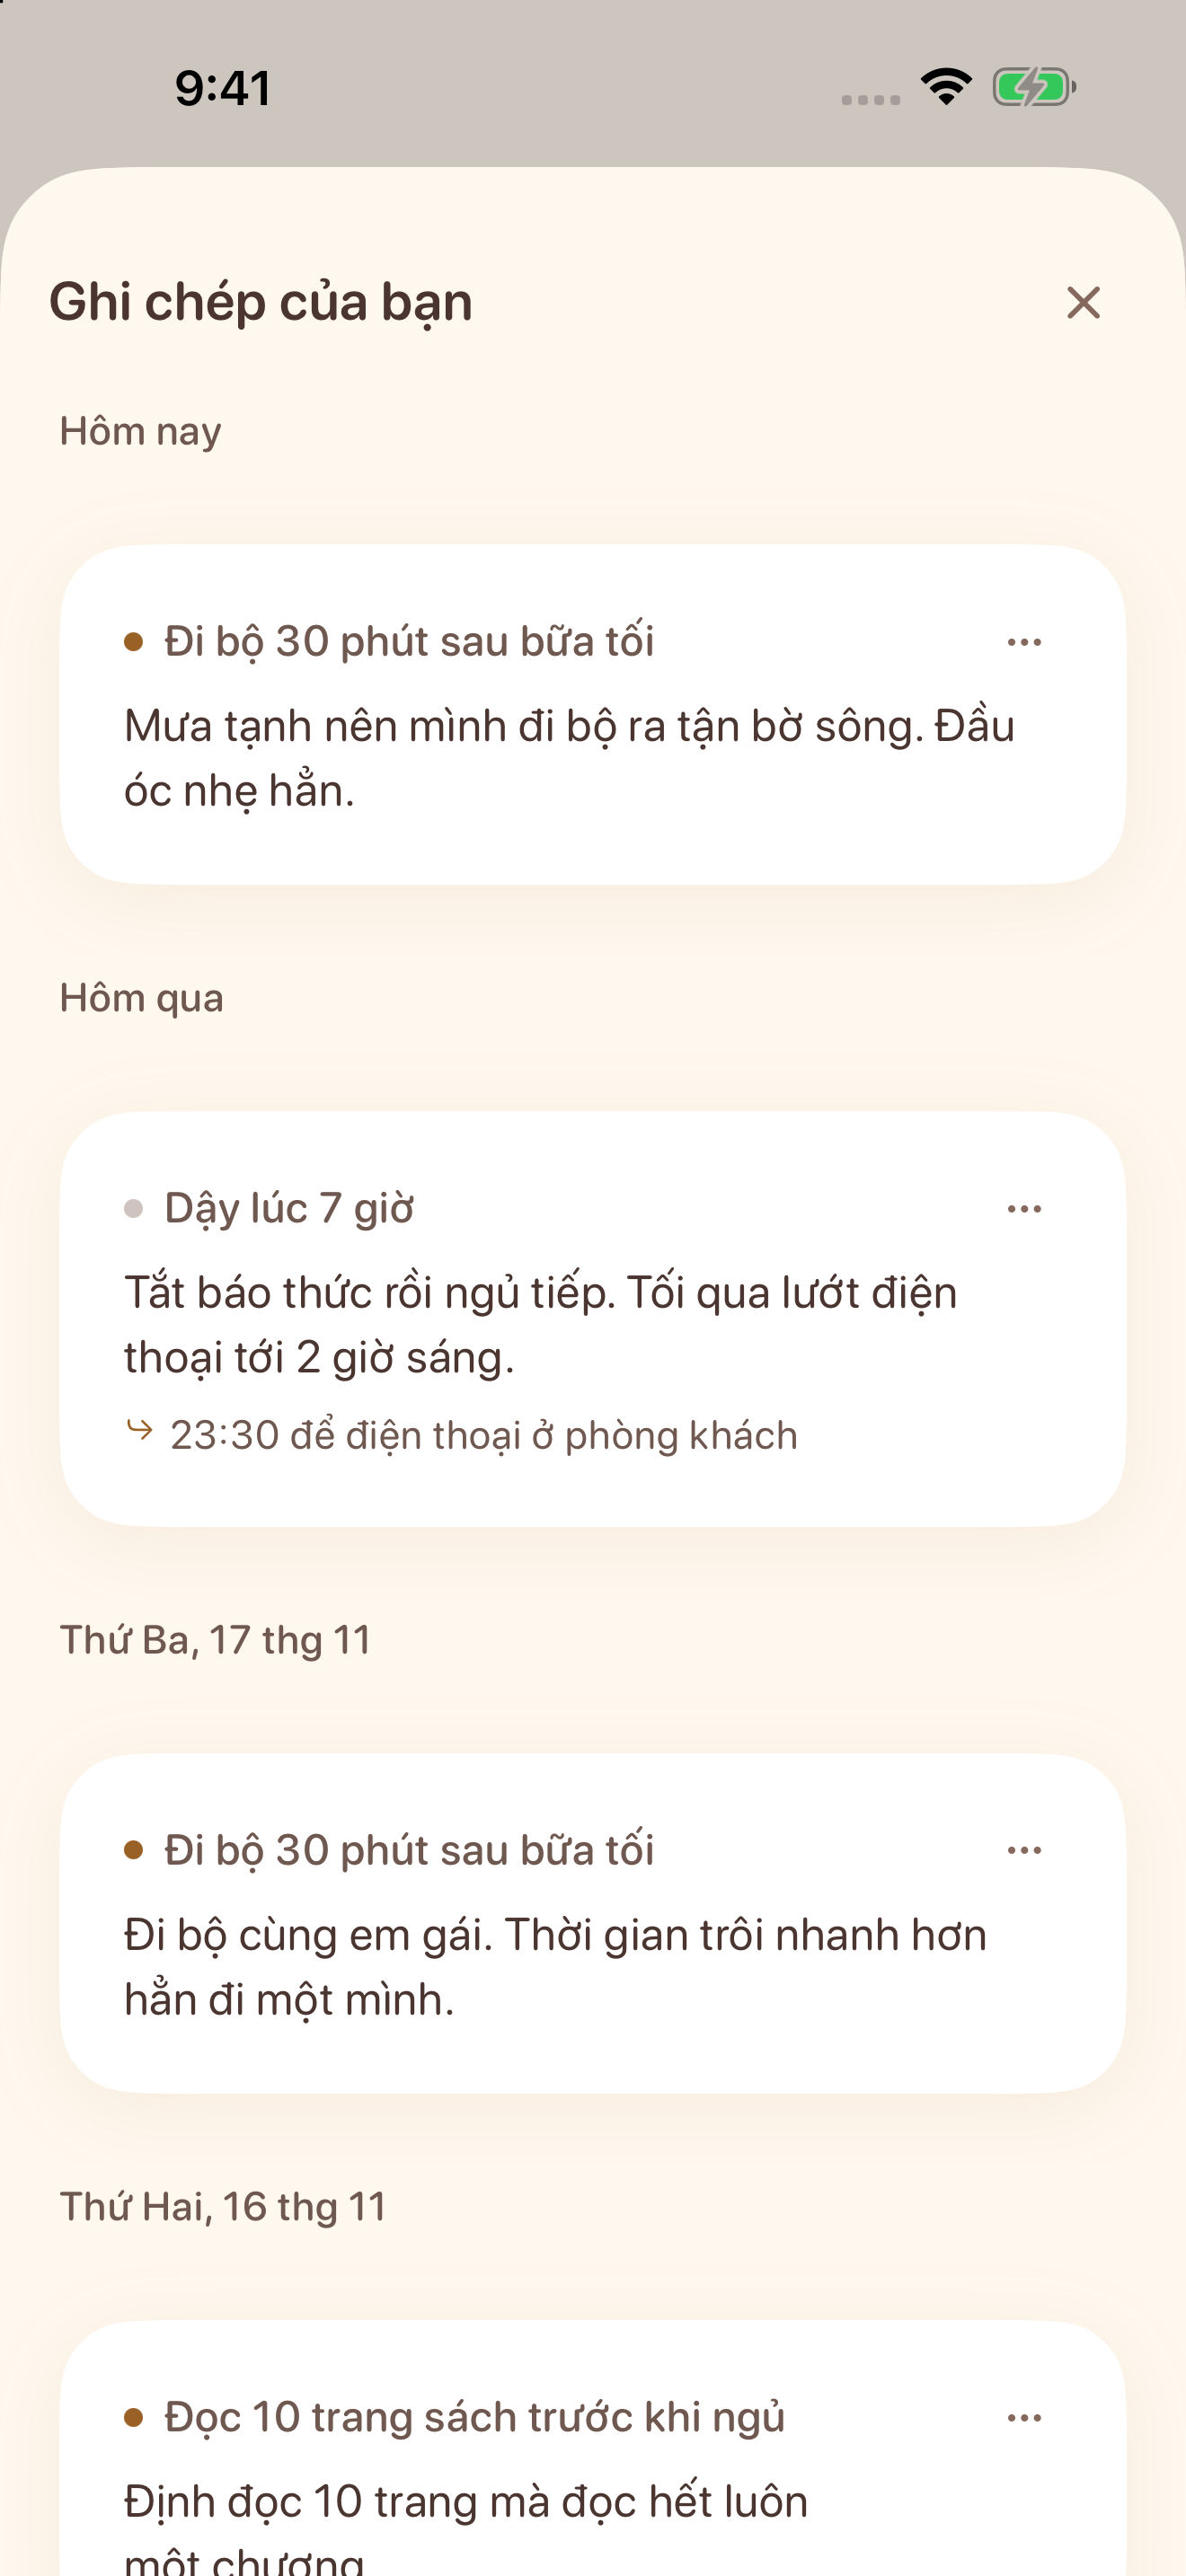 9:41
Ghi chép của bạn
Hôm nay
Đi bộ 30 phút sau bữa tối
Mưa tạnh nên mình đi bộ ra tận bờ sông. Đầu
óc nhẹ hẳn.
Hôm qua
Dậy lúc 7 giờ
Tắt báo thức rồi ngủ tiếp. Tối qua lướt điện
thoại tới 2 giờ sáng.
23:30 để điện thoại ở phòng khách
Thứ Ba, 17 thg 11
Đi bộ 30 phút sau bữa tối
Đi bộ cùng em gái. Thời gian trôi nhanh hơn
hẳn đi một mình.
Thứ Hai, 16 thg 11
Đọc 10 trang sách trước khi ngủ
Định đọc 10 trang mà đọc hết luôn
một chương